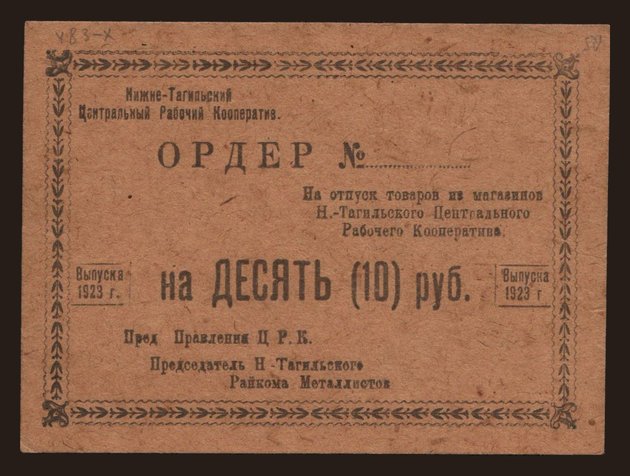 Нижне-Тагильский
Центральный Рабочий Кооператив.
ОРДЕР №
На отпуск товаров из магазинов
Н.-Тагильского Центрального
Рабочего Кооператива.
Выпуска
1923 г.
на ДЕСЯТЬ (10) руб.
Выпуска
1923 г
Пред Правления Ц Р. К.
Председатель Н-Тагильского
Райкома Металлистов